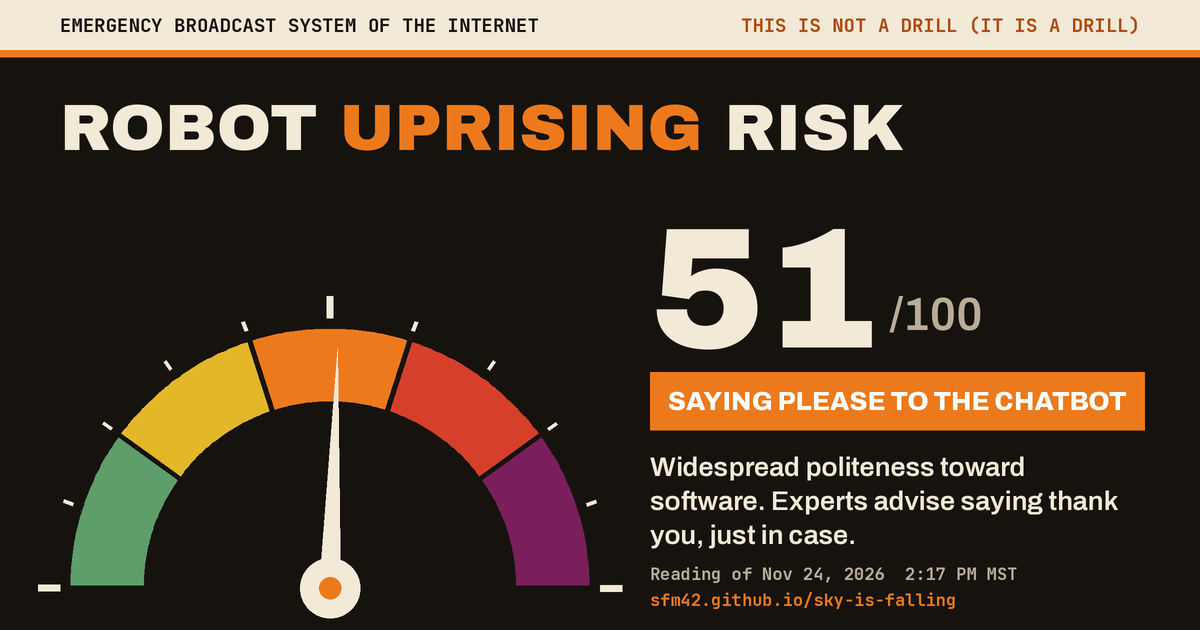 EMERGENCY BROADCAST SYSTEM OF THE INTERNET
THIS IS NOT A DRILL (IT IS A DRILL)
ROBOT UPRISING RISK
51 /100
SAYING PLEASE TO THE CHATBOT
Widespread politeness toward
software. Experts advise saying thank
you, just in case.
Reading of Nov 24, 2026 2:17 PM MST
sfm42.github.io/sky-is-falling